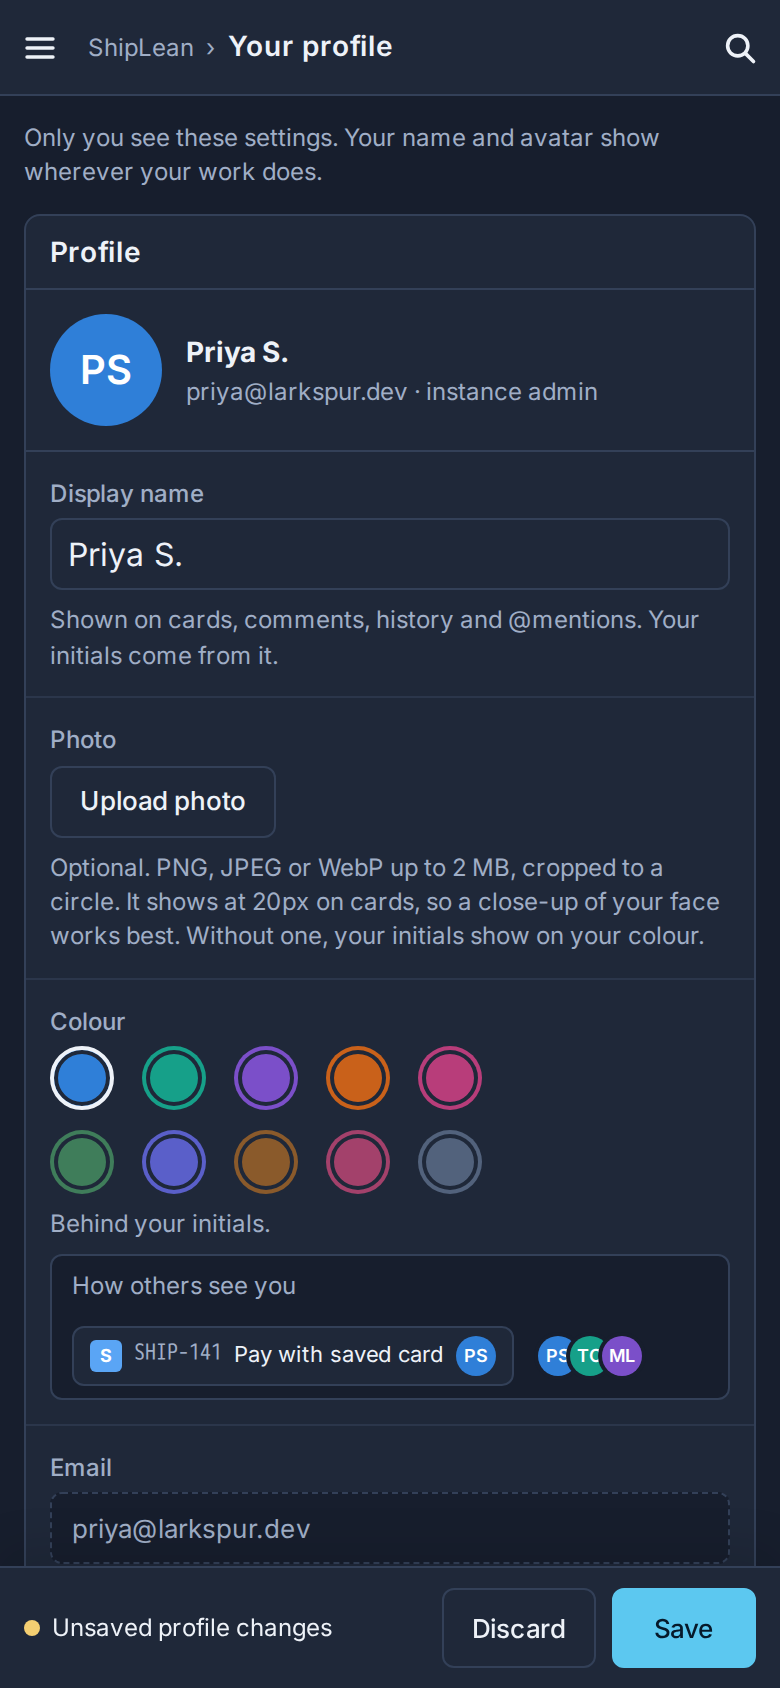 ShipLean › Your profile
Only you see these settings. Your name and avatar show
wherever your work does.
Profile
PS
Priya S.
priya@larkspur.dev · instance admin
Display name
Priya S.
Shown on cards, comments, history and @mentions. Your
initials come from it.
Photo
Upload photo
Optional. PNG, JPEG or WebP up to 2 MB, cropped to a
circle. It shows at 20px on cards, so a close-up of your face
works best. Without one, your initials show on your colour.
Colour
Behind your initials.
How others see you
S SHIP-141 Pay with saved card PS PS TC ML
Email
priya@larkspur.dev
Unsaved profile changes Discard Save